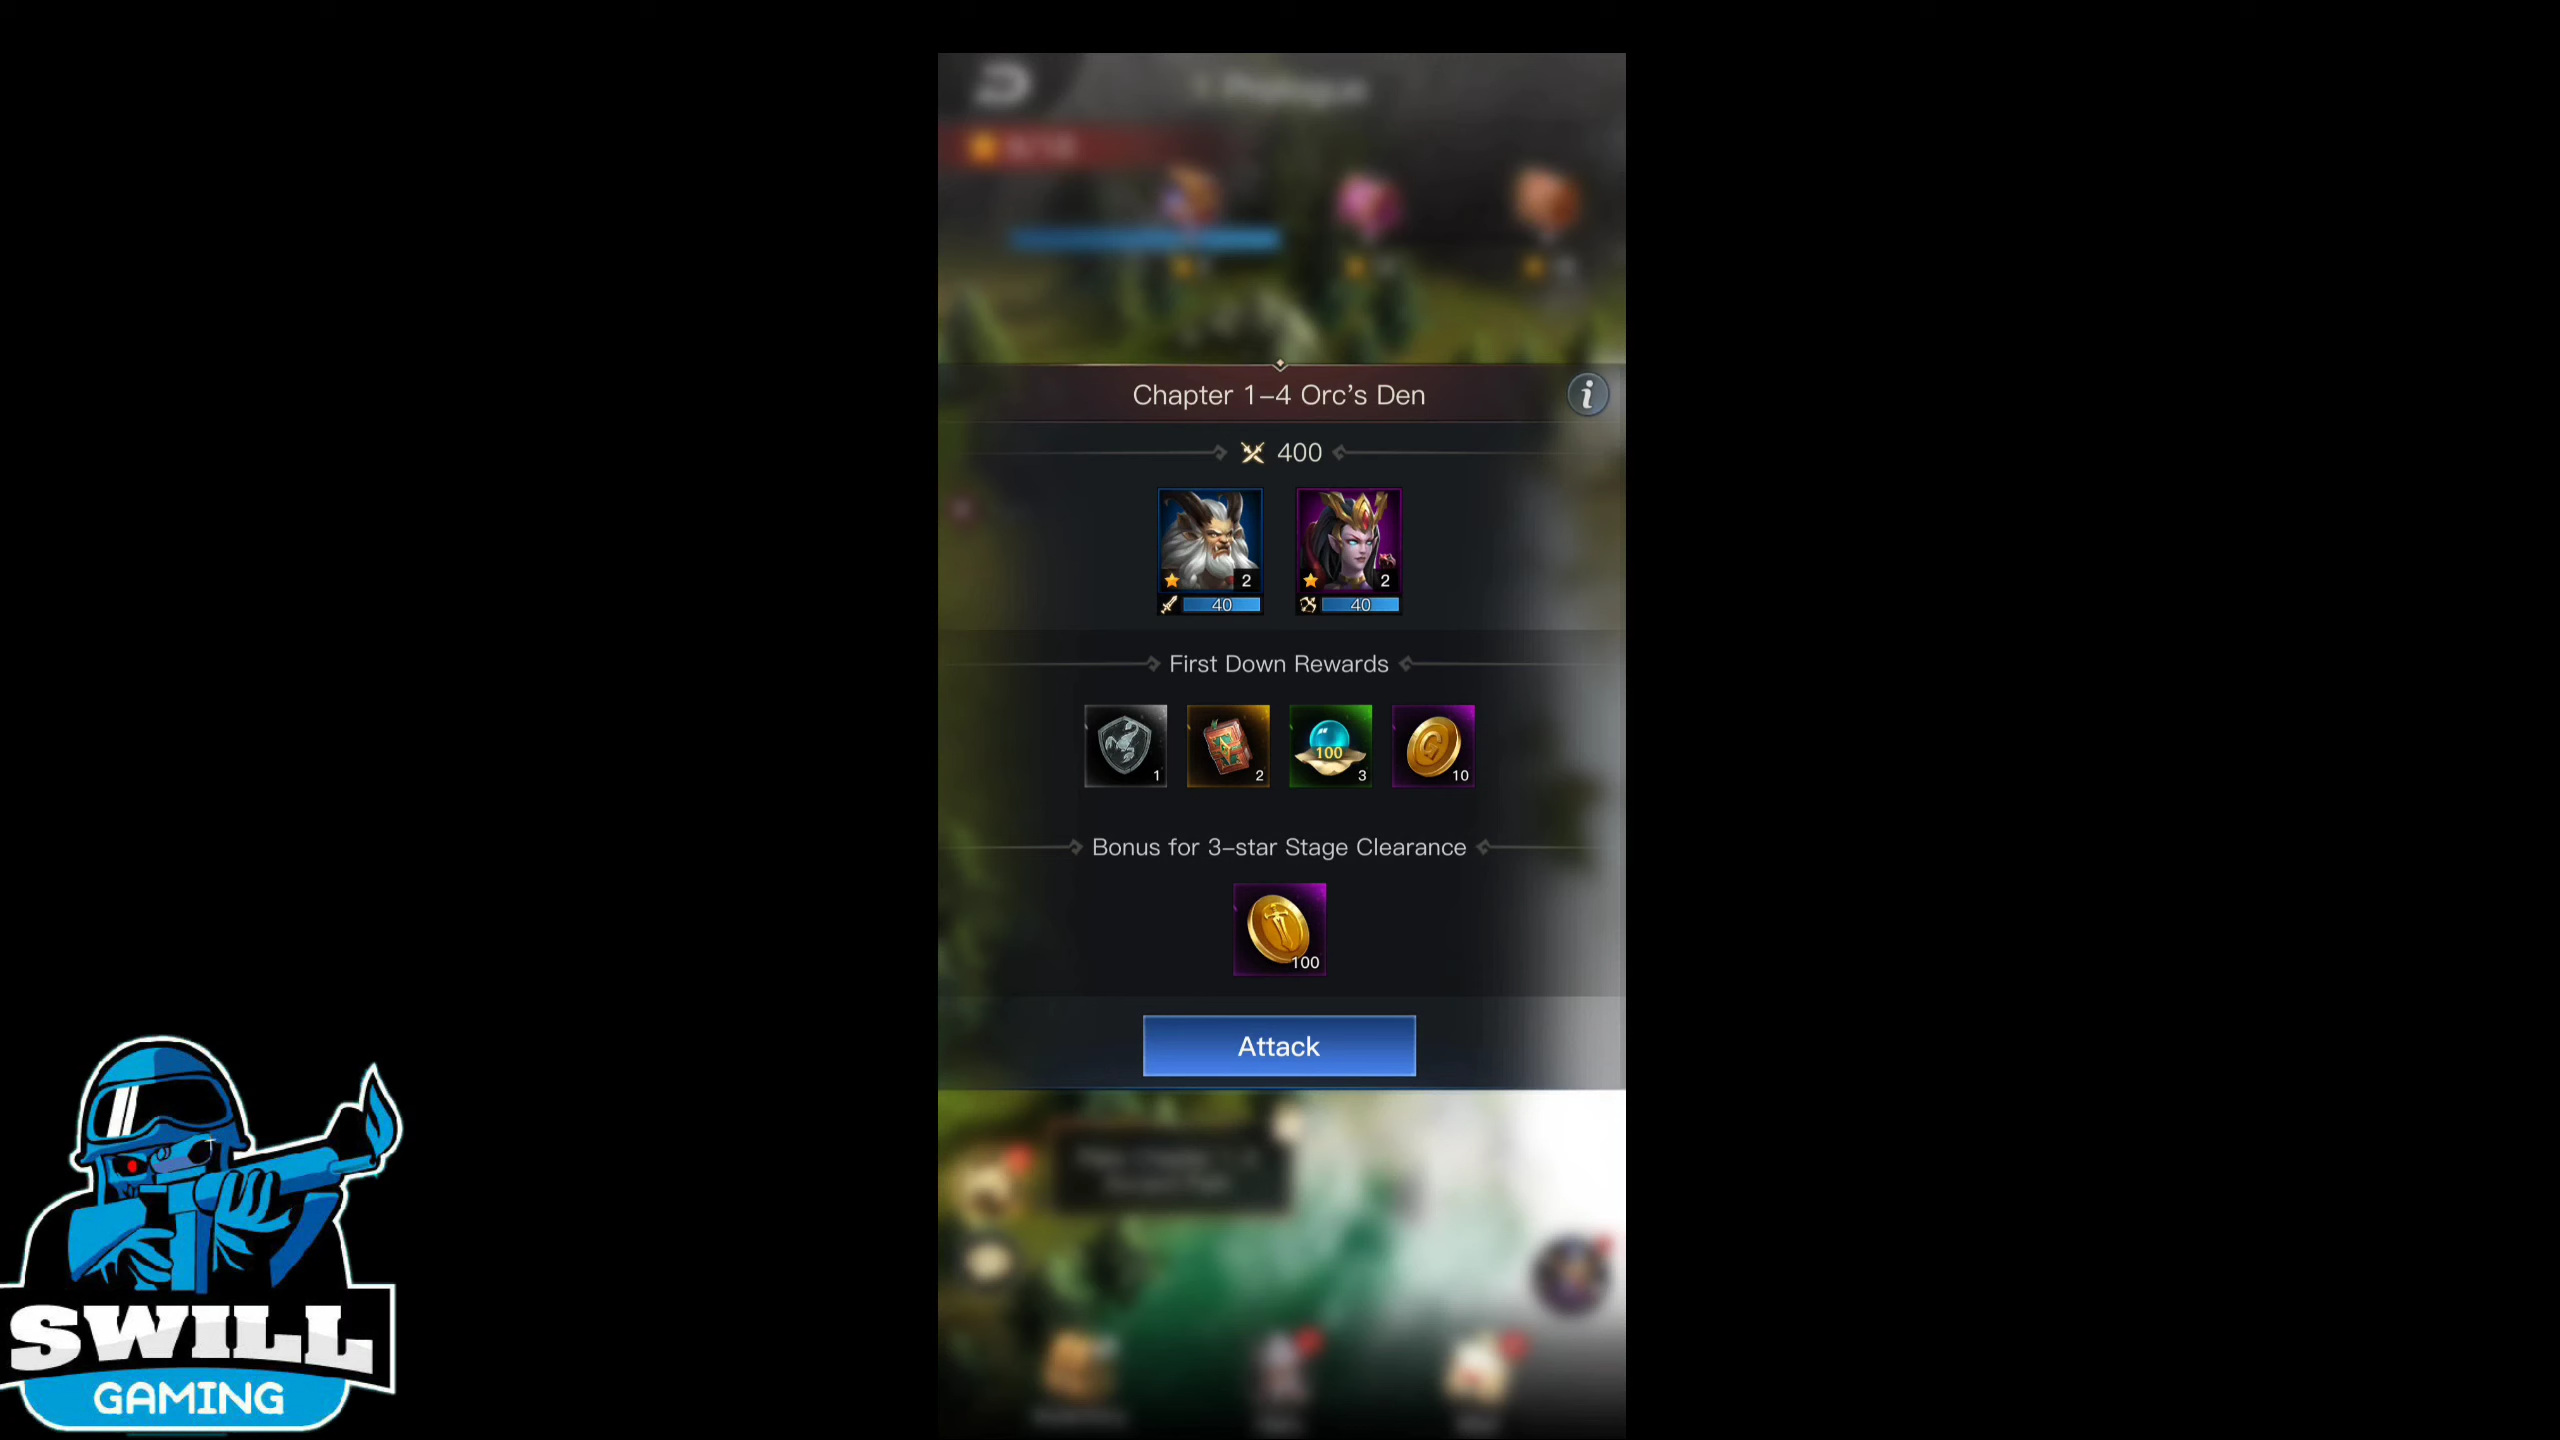 Prologue
Chapter 1-4 Orc's Den
i
400
2
40
2
40
First Down Rewards
1
2
100
3
10
Bonus for 3-star Stage Clearance
100
Attack
SWILL
GAMING